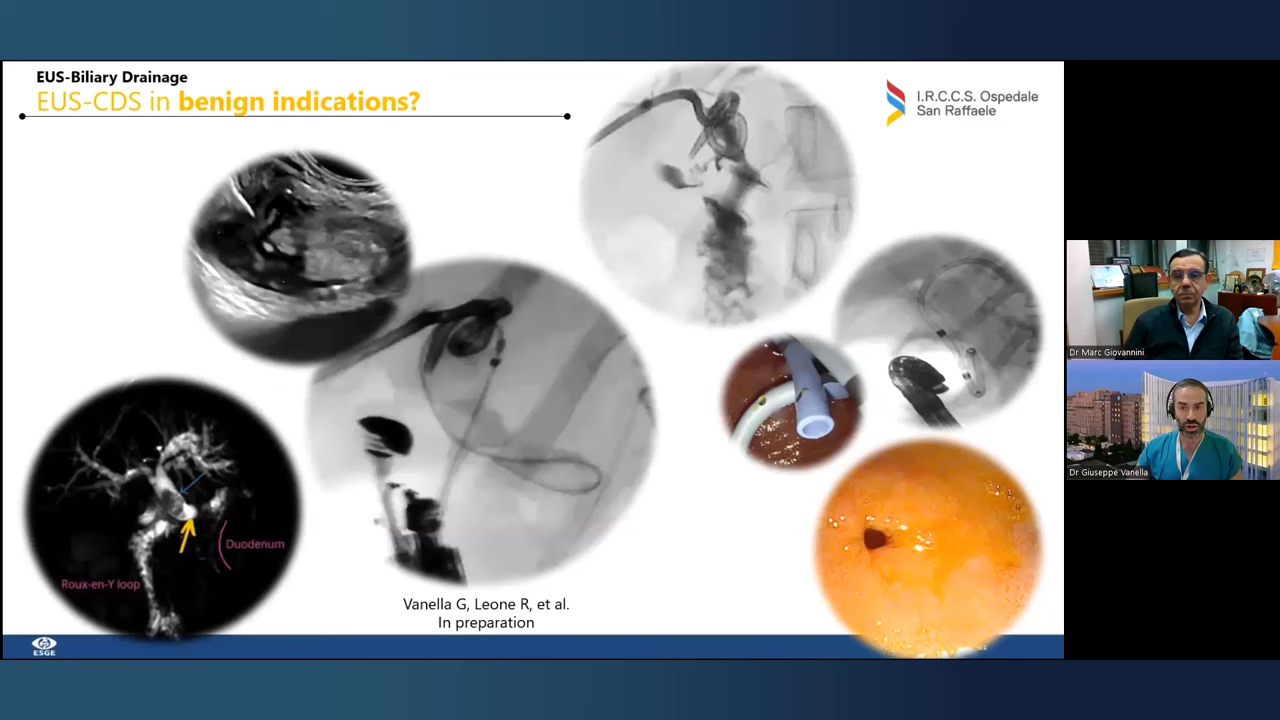 EUS-Biliary Drainage
EUS-CDS in benign indications?
I.R.C.C.S. Ospedale
San Raffaele
Duodenum
Roux-en-Y loop
Vanella G, Leone R, et al.
In preparation
ESGE
Dr Marc Giovannini
Dr Giuseppe Vanella